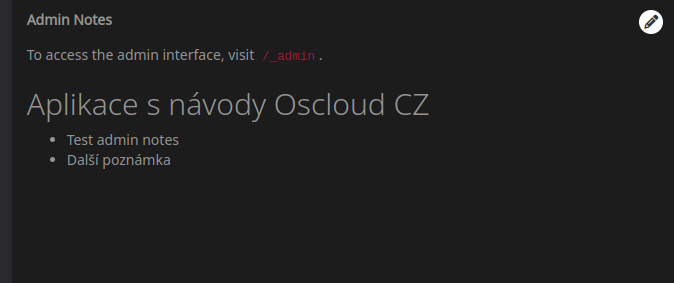 Admin Notes
To access the admin interface, visit /_admin.
Aplikace s návody Oscloud CZ
Test admin notes
Další poznámka